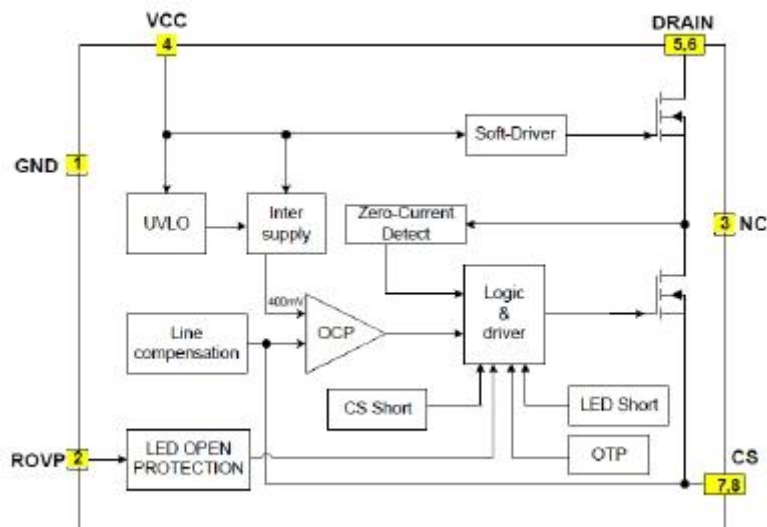 VCC
DRAIN
4
5,6
Soft-Driver
GND
1
UVLO
Inter
supply
Zero-Current
Detect
3
NC
400mV
Logic
&
driver
OCP
Line
compensation
CS Short
LED Short
ROVP
2
LED OPEN
PROTECTION
OTP
CS
7,8